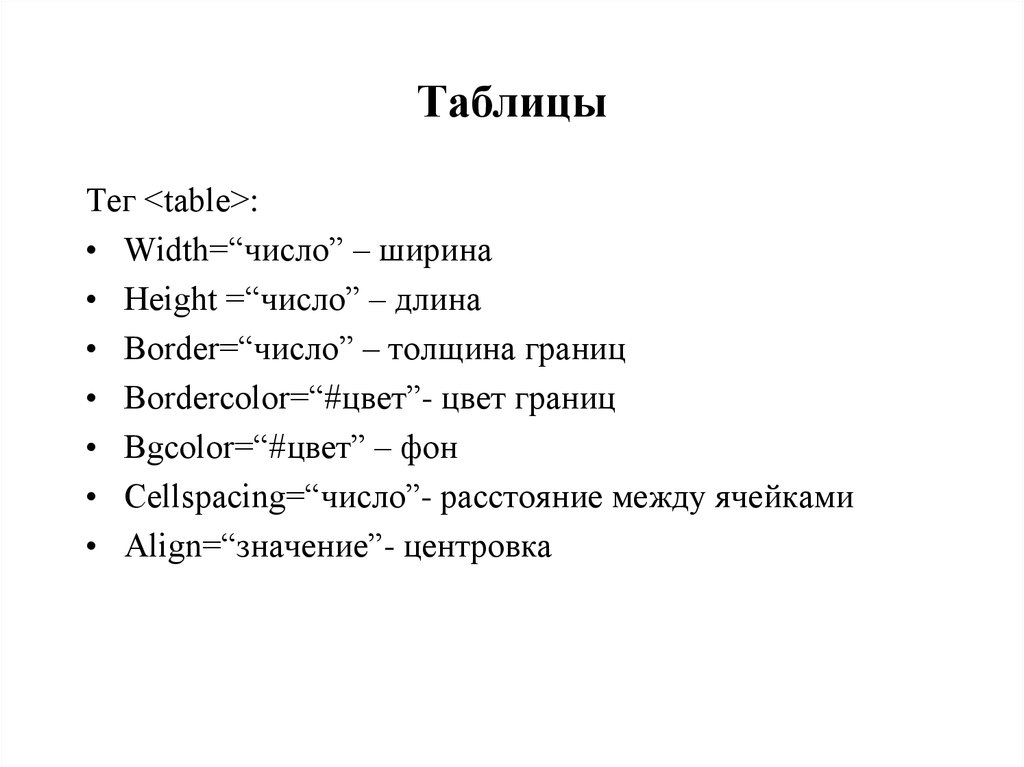 Таблицы
Тег <table>:
• Width=“число” – ширина
• Height =“число” – длина
• Border=“число” – толщина границ
• Bordercolor=“#цвет”- цвет границ
• Bgcolor=“#цвет” – фон
• Cellspacing=“число”- расстояние между ячейками
• Align=“значение”- центровка